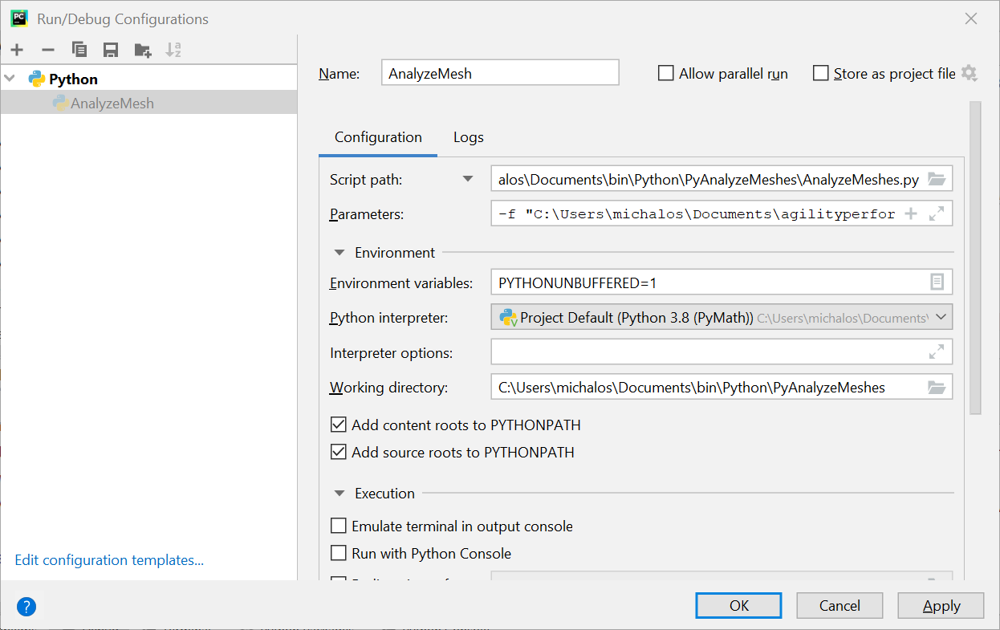 PC Run/Debug Configurations
Python
AnalyzeMesh
Edit configuration templates...
Name: AnalyzeMesh Allow parallel run Store as project file
Configuration Logs
Script path: alos\Documents\bin\Python\PyAnalyzeMeshes\AnalyzeMeshes.py
Parameters: -f "C:\Users\michalos\Documents\agilityperfor
Environment
Environment variables: PYTHONUNBUFFERED=1
Python interpreter: Project Default (Python 3.8 (PyMath)) C:\Users\michalos\Documents\
Interpreter options:
Working directory: C:\Users\michalos\Documents\bin\Python\PyAnalyzeMeshes
Add content roots to PYTHONPATH
Add source roots to PYTHONPATH
Execution
Emulate terminal in output console
Run with Python Console
? OK Cancel Apply